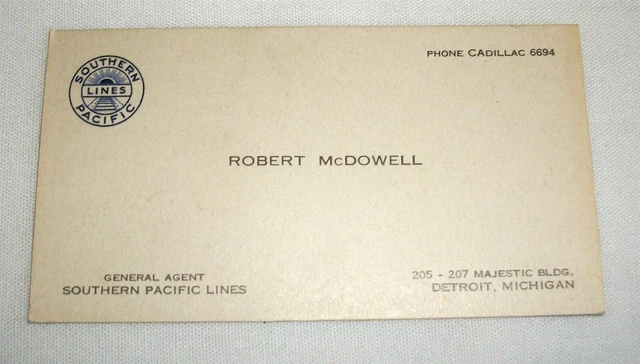 SOUTHERN
LINES
PACIFIC
PHONE CADILLAC 6694
ROBERT McDOWELL
GENERAL AGENT
SOUTHERN PACIFIC LINES
205 - 207 MAJESTIC BLDG.
DETROIT, MICHIGAN